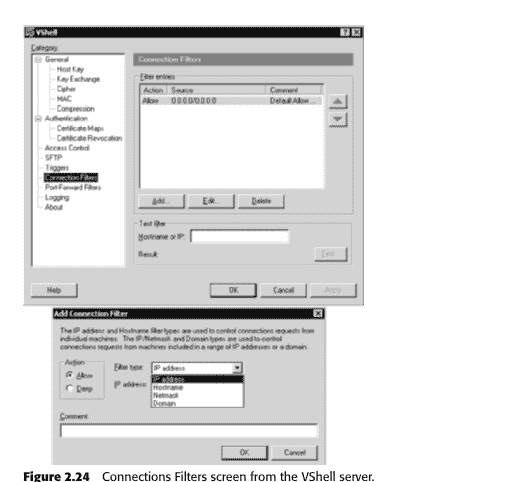 VShell
Category:
General
Host Key
Key Exchange
Cipher
MAC
Compression
Authentication
Certificate Maps
Certificate Revocation
Access Control
SFTP
Triggers
Connection Filters
Port-Forward Filters
Logging
About
Connection Filters
Filter entries
Action Source Comment
Allow 0.0.0.0/0.0.0.0 Default Allow ...
Add... Edit... Delete
Test filter
Hostname or IP:
Result: Test
Help OK Cancel Apply
Add Connection Filter
The IP address and Hostname filter types are used to control connections requests from
individual machines. The IP/Netmask and Domain types are used to control
connections requests from machines included in a range of IP addresses or a domain.
Action
Allow
Deny
Filter type: IP address
IP address: IP address
Hostname
Netmask
Domain
Comment:
OK Cancel
Figure 2.24 Connections Filters screen from the VShell server.